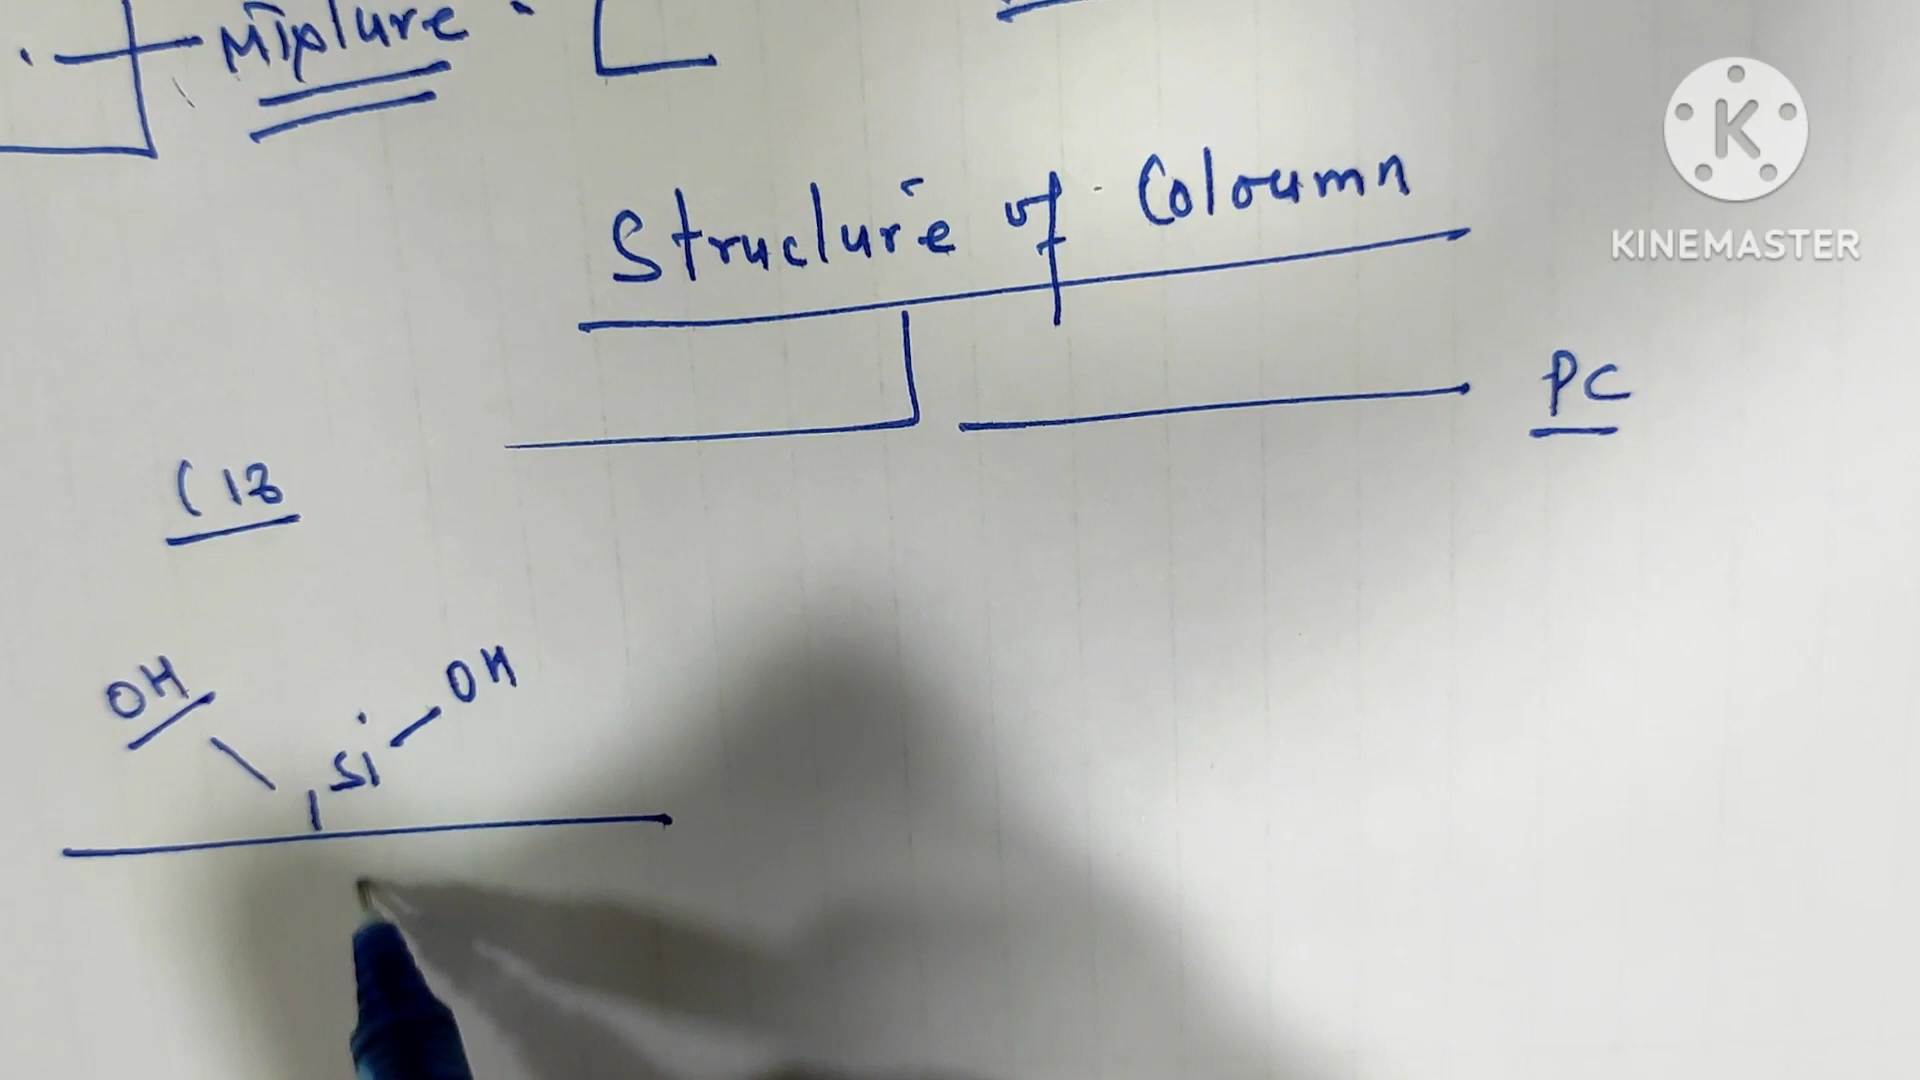 Mixture
Structure of Coloumn
PC
C18
OH
Si
OH
K
KINEMASTER